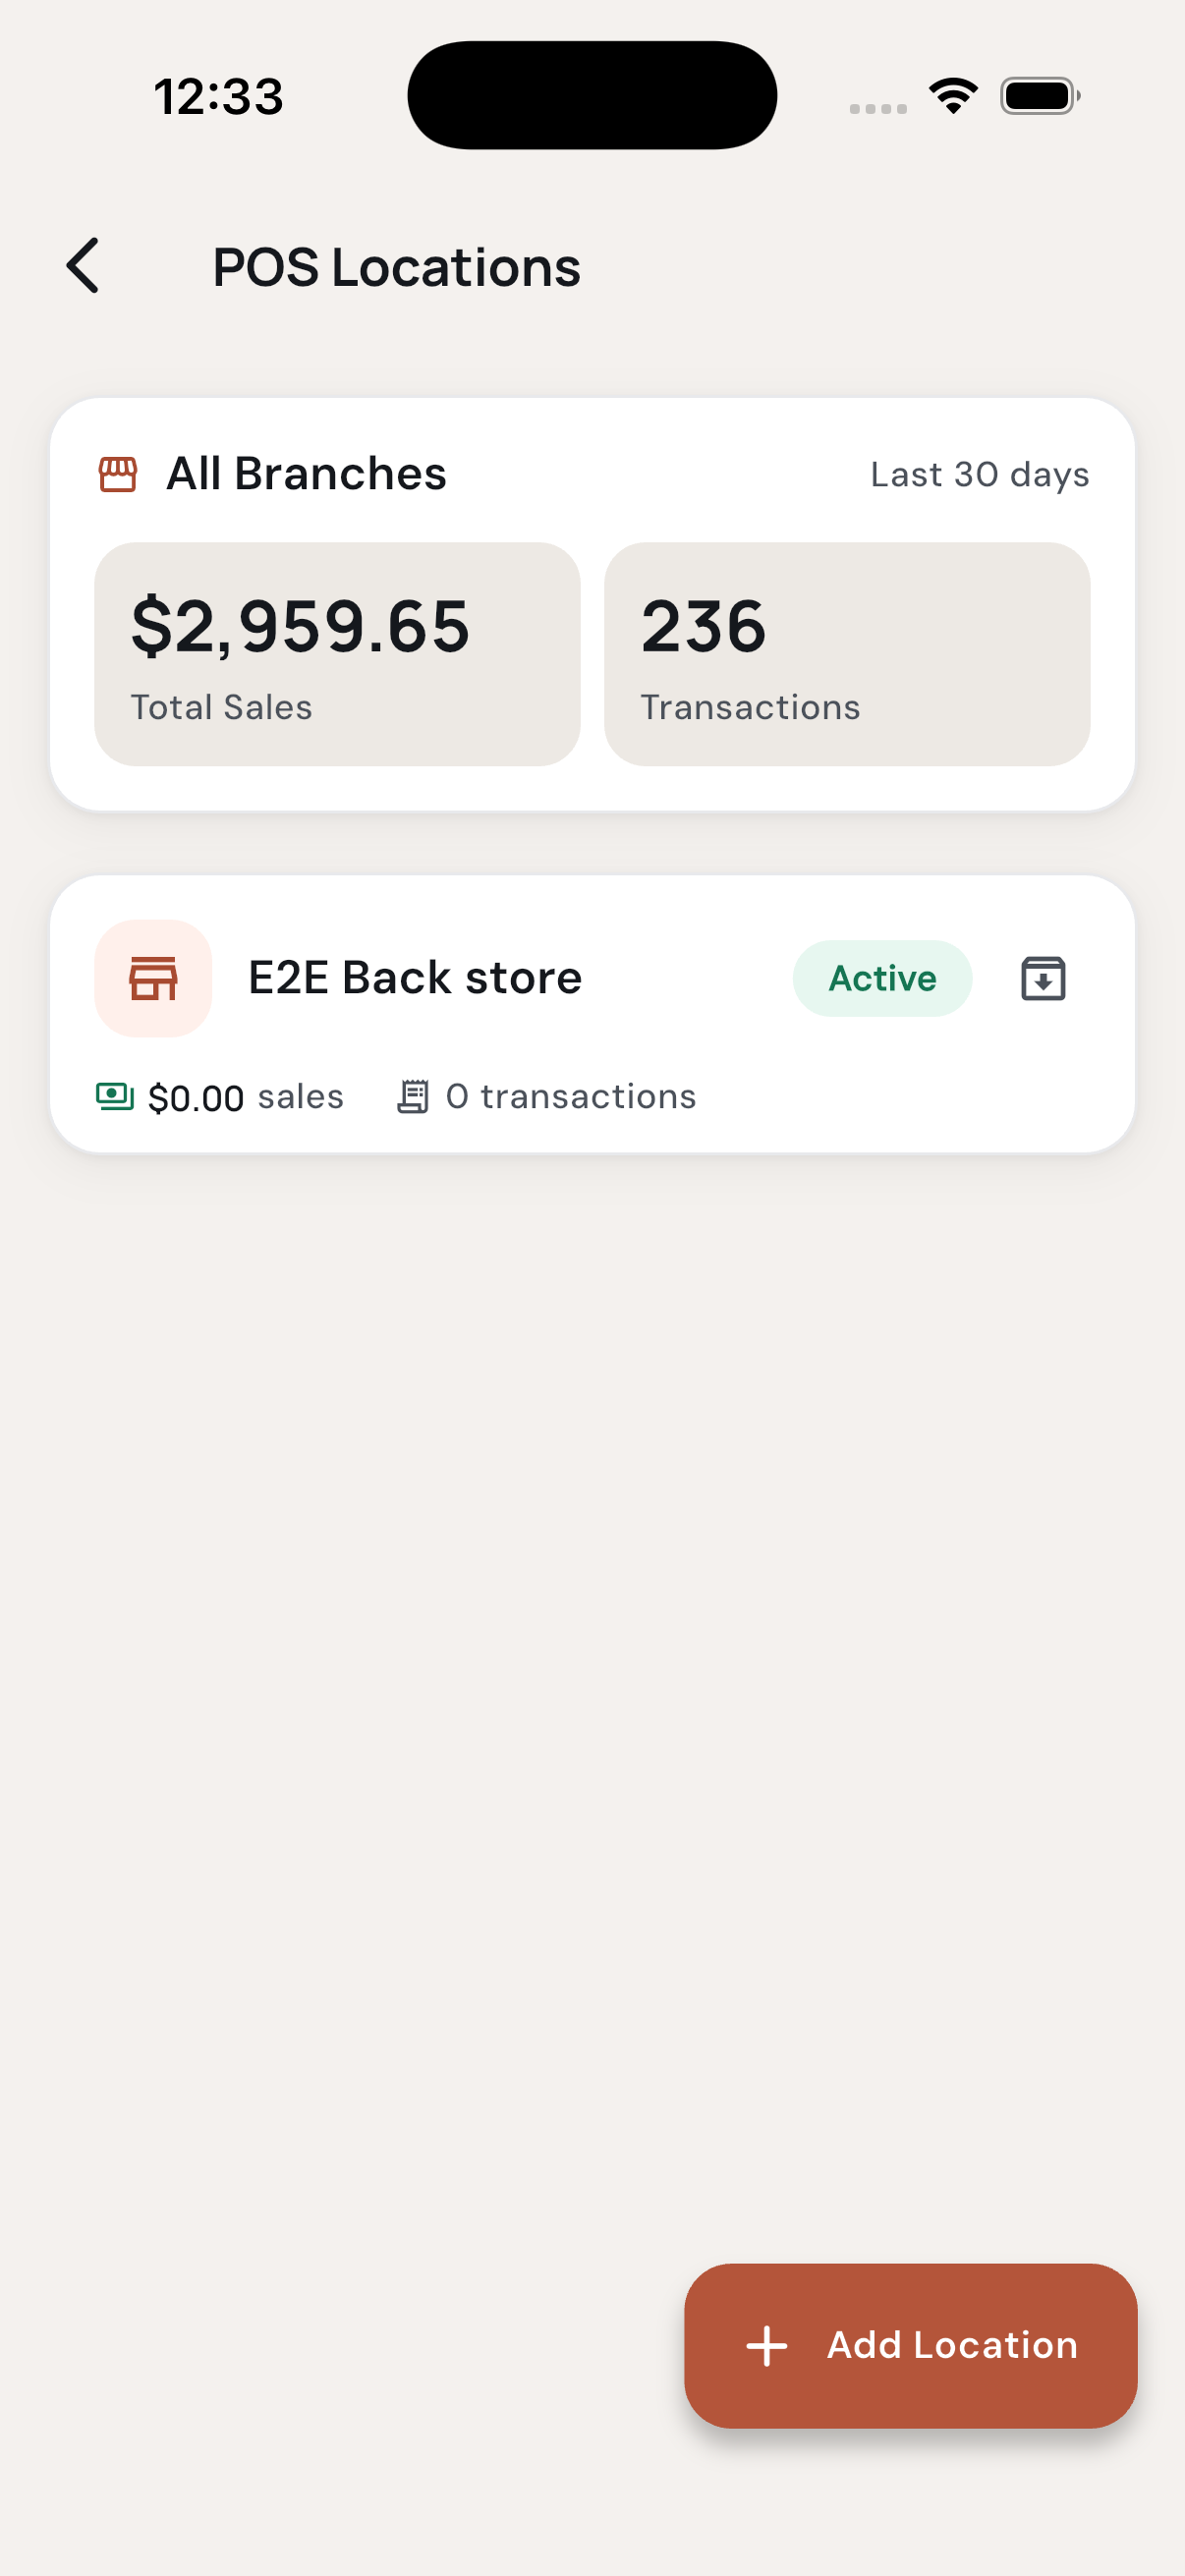 12:33
POS Locations
All Branches
Last 30 days
$2,959.65
236
Total Sales
Transactions
E2E Back store
Active
$0.00 sales
0 transactions
Add Location